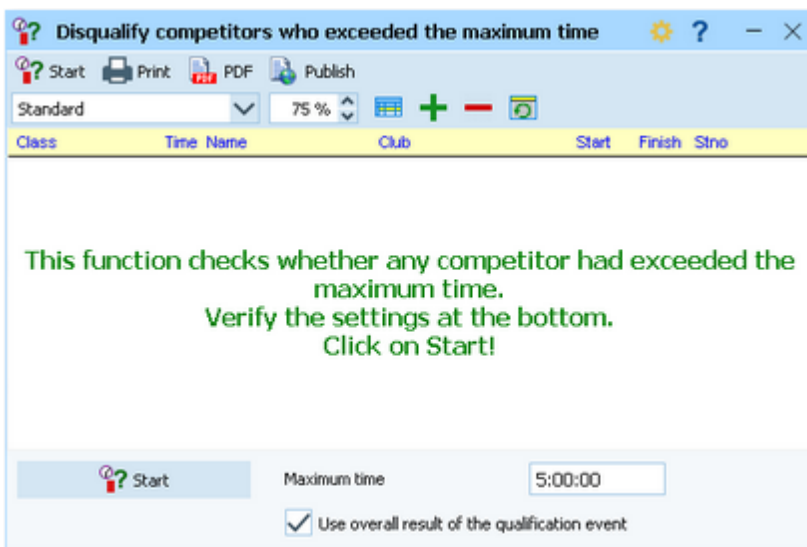 Disqualify competitors who exceeded the maximum time ?
? Start Print PDF Publish
Standard 75 %
Class Time Name Club Start Finish Stno
This function checks whether any competitor had exceeded the
maximum time.
Verify the settings at the bottom.
Click on Start!
? Start Maximum time 5:00:00
Use overall result of the qualification event